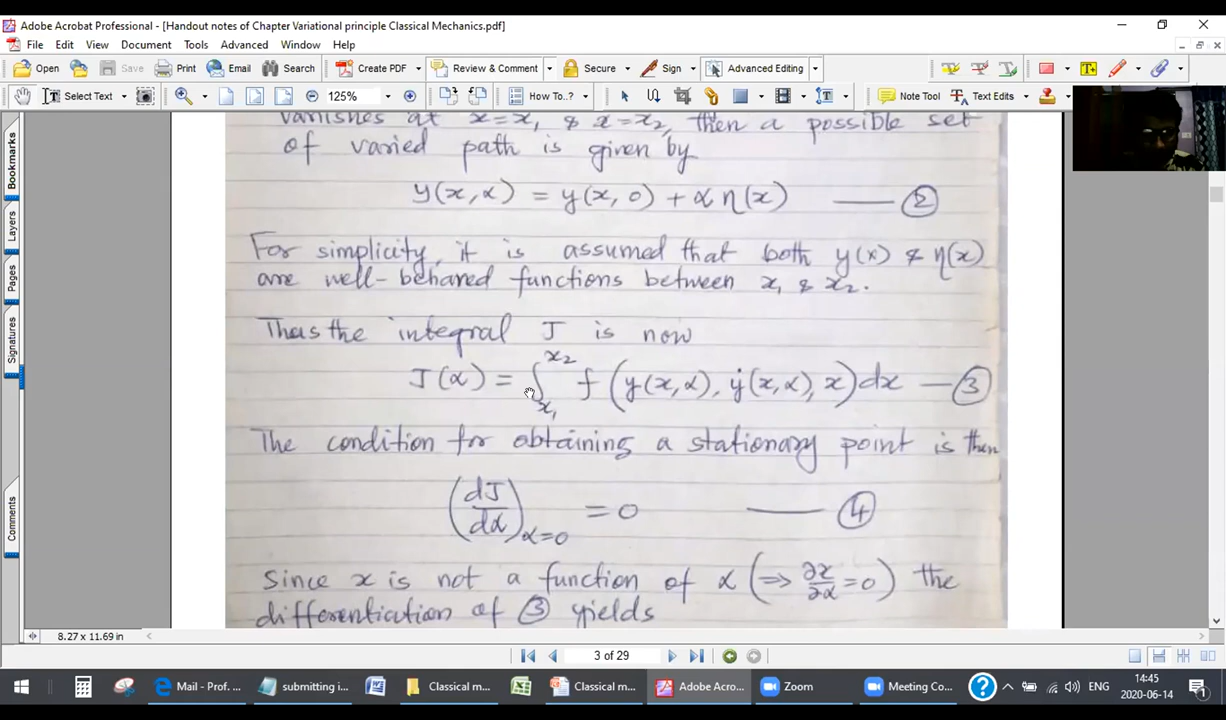 Adobe Acrobat Professional - [Handout notes of Chapter Variational principle Classical Mechanics.pdf]
File Edit View Document Tools Advanced Window Help
Open Save Print Email Search Create PDF Review & Comment Secure Sign Advanced Editing
Select Text 125% How To..? Note Tool Text Edits
Bookmarks
Layers
Pages
Signatures
Comments
vanishes at x=x₁ & x=x₂, then a possible set
of varied path is given by
y(x,α) = y(x,0) + α η(x) —— ②
For simplicity, it is assumed that both y(x) & η(x)
are well-behaved functions between x₁ & x₂.
Thus the integral J is now
J(α) = ∫_{x₁}^{x₂} f (y(x,α), ẏ(x,α), x) dx — ③
The condition for obtaining a stationary point is then
(dJ/dα)_{α=0} = 0 —— ④
Since x is not a function of α (⇒ ∂x/∂α = 0) the
differentiation of ③ yields
8.27 x 11.69 in
3 of 29
Mail - Prof. ... submitting i... Classical m... Classical m... Adobe Acro... Zoom Meeting Co... ENG 14:45
2020-06-14
1